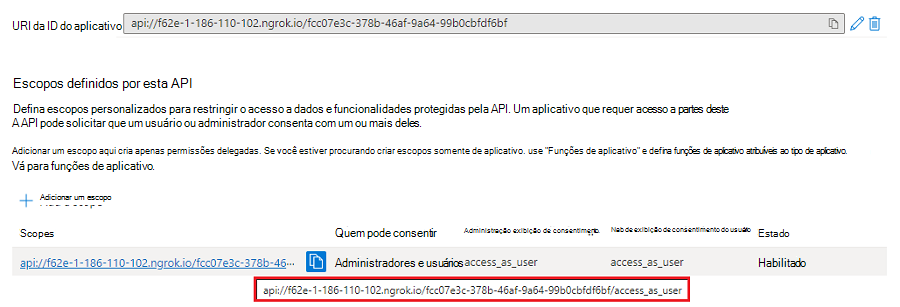 URI da ID do aplicativo api://f62e-1-186-110-102.ngrok.io/fcc07e3c-378b-46af-9a64-99b0cbfdf6bf
Escopos definidos por esta API
Defina escopos personalizados para restringir o acesso a dados e funcionalidades protegidas pela API. Um aplicativo que requer acesso a partes deste
A API pode solicitar que um usuário ou administrador consenta com um ou mais deles.
Adicionar um escopo aqui cria apenas permissões delegadas. Se você estiver procurando criar escopos somente de aplicativo. use "Funções de aplicativo" e defina funções de aplicativo atribuíveis ao tipo de aplicativo.
Vá para funções de aplicativo.
Adicionar um escopo
Scopes Quem pode consentir Administração exibição de consentimento. de exibição de consentimento do usuário Estado
api://f62e-1-186-110-102.ngrok.io/fcc07e3c-378b-46··· Administradores e usuários access_as_user access_as_user Habilitado
api://f62e-1-186-110-102.ngrok.io/fcc07e3c-378b-46af-9a64-99b0cbfdf6bf/access_as_user